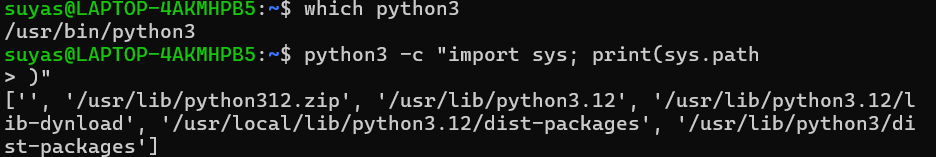 suyas@LAPTOP-4AKMHPB5:~$ which python3
/usr/bin/python3
suyas@LAPTOP-4AKMHPB5:~$ python3 -c "import sys; print(sys.path
> )"
['', '/usr/lib/python312.zip', '/usr/lib/python3.12', '/usr/lib/python3.12/l
ib-dynload', '/usr/local/lib/python3.12/dist-packages', '/usr/lib/python3/di
st-packages']